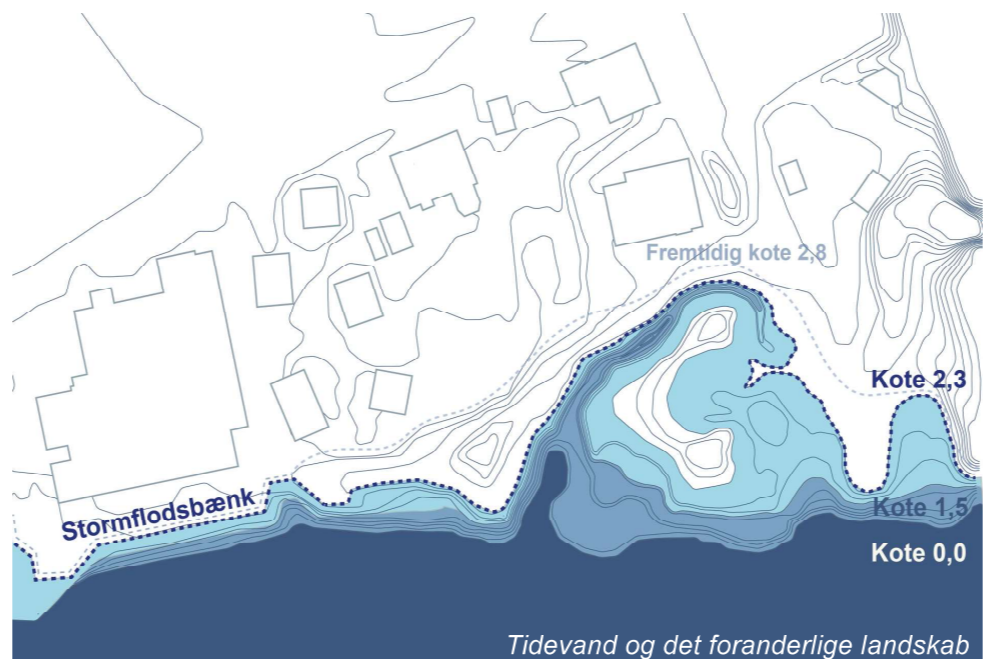 Fremtidig kote 2,8
Kote 2,3
Stormflodsbænk
Kote 1,5
Kote 0,0
Tidevand og det foranderlige landskab